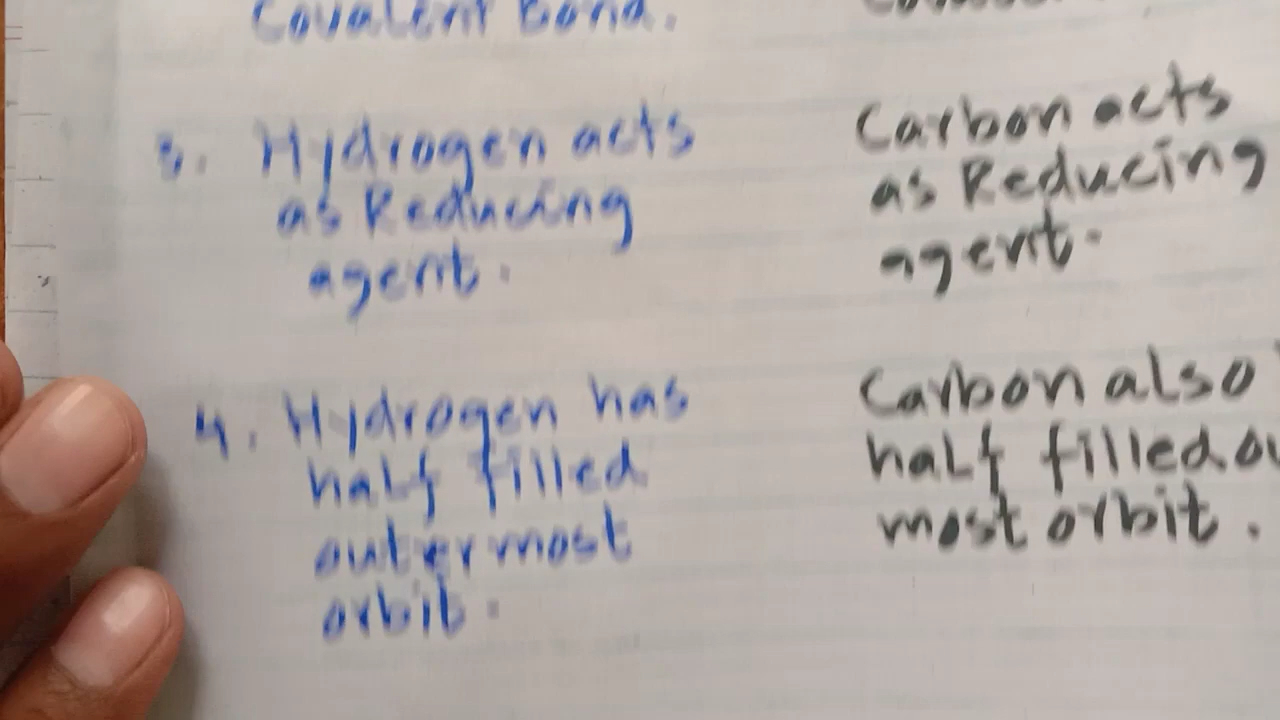 Covalent Bond.
3. Hydrogen acts
as Reducing
agent.
Carbon acts
as Reducing
agent.
4. Hydrogen has
half filled
outermost
orbit.
Carbon also
half filled ou
most orbit.